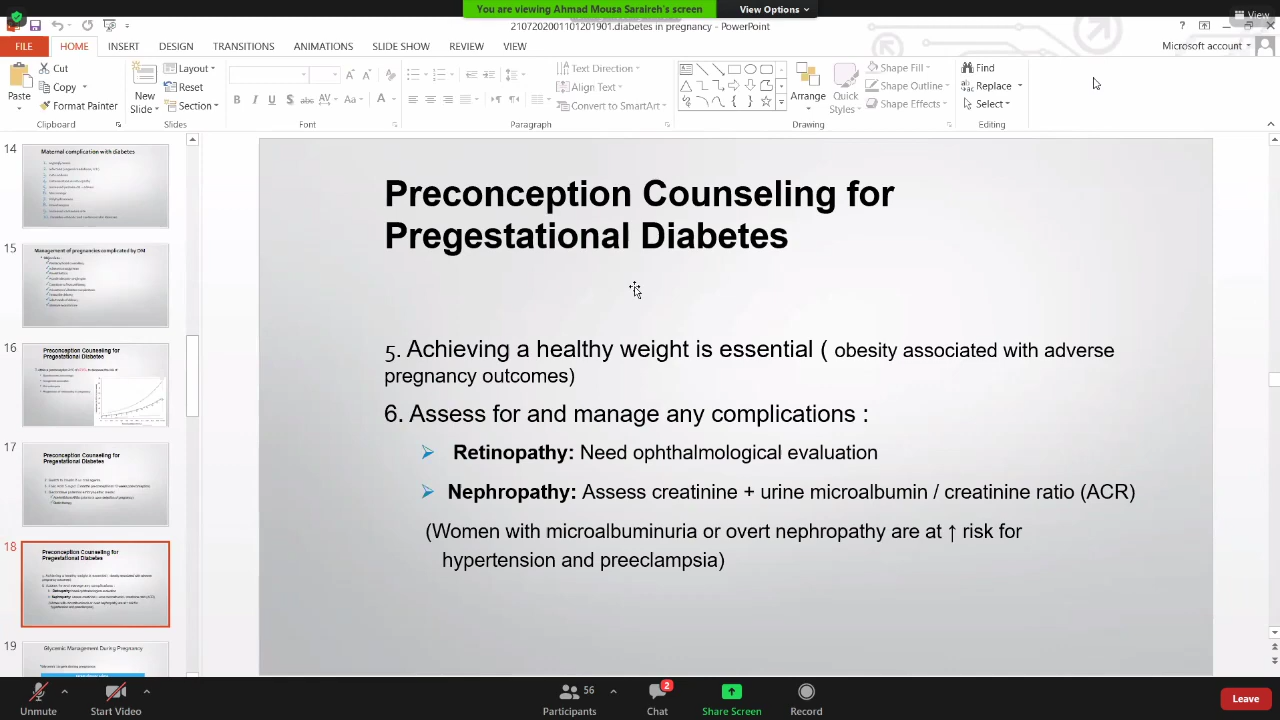 You are viewing Ahmad Mousa Saraireh's screen
View Options
View
2107202001101201901.diabetes in pregnancy - PowerPoint
FILE HOME INSERT DESIGN TRANSITIONS ANIMATIONS SLIDE SHOW REVIEW VIEW
Microsoft account
Paste
Cut
Copy
Format Painter
Clipboard
New Slide
Layout
Reset
Section
Slides
B I U S abc AV Aa A
Font
Text Direction
Align Text
Convert to SmartArt
Paragraph
Arrange
Quick Styles
Shape Fill
Shape Outline
Shape Effects
Drawing
Find
Replace
Select
Editing
14
Maternal complication with diabetes
15
Management of pregnancies complicated by DM
16
Preconception Counseling for
Pregestational Diabetes
17
Preconception Counseling for
Pregestational Diabetes
18
Preconception Counseling for
Pregestational Diabetes
19
Glycemic Management During Pregnancy
Preconception Counseling for
Pregestational Diabetes
5. Achieving a healthy weight is essential ( obesity associated with adverse
pregnancy outcomes)
6. Assess for and manage any complications :
Retinopathy: Need ophthalmological evaluation
Nephropathy: Assess creatinine + urine microalbumin / creatinine ratio (ACR)
(Women with microalbuminuria or overt nephropathy are at ↑ risk for
hypertension and preeclampsia)
Unmute
Start Video
56
Participants
2
Chat
Share Screen
Record
Leave